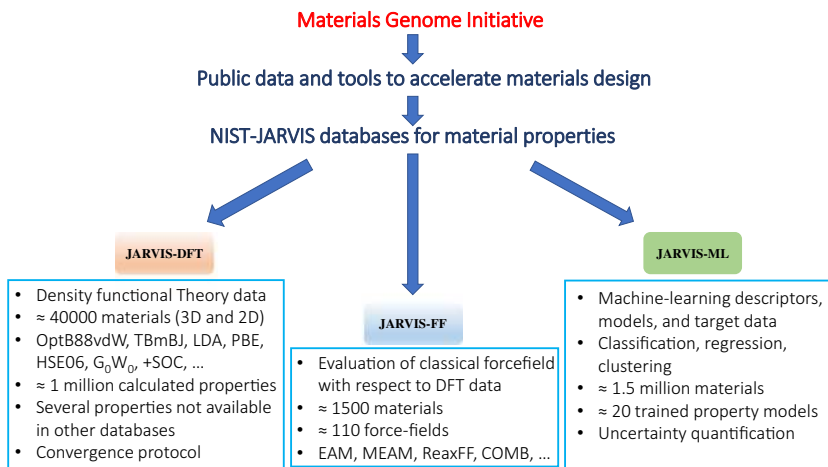 Materials Genome Initiative
Public data and tools to accelerate materials design
NIST-JARVIS databases for material properties
JARVIS-DFT
• Density functional Theory data
• ≈ 40000 materials (3D and 2D)
• OptB88vdW, TBmBJ, LDA, PBE,
HSE06, G₀W₀, +SOC, ...
• ≈ 1 million calculated properties
• Several properties not available
in other databases
• Convergence protocol
JARVIS-FF
• Evaluation of classical forcefield
with respect to DFT data
• ≈ 1500 materials
• ≈ 110 force-fields
• EAM, MEAM, ReaxFF, COMB, ...
JARVIS-ML
• Machine-learning descriptors,
models, and target data
• Classification, regression,
clustering
• ≈ 1.5 million materials
• ≈ 20 trained property models
• Uncertainty quantification